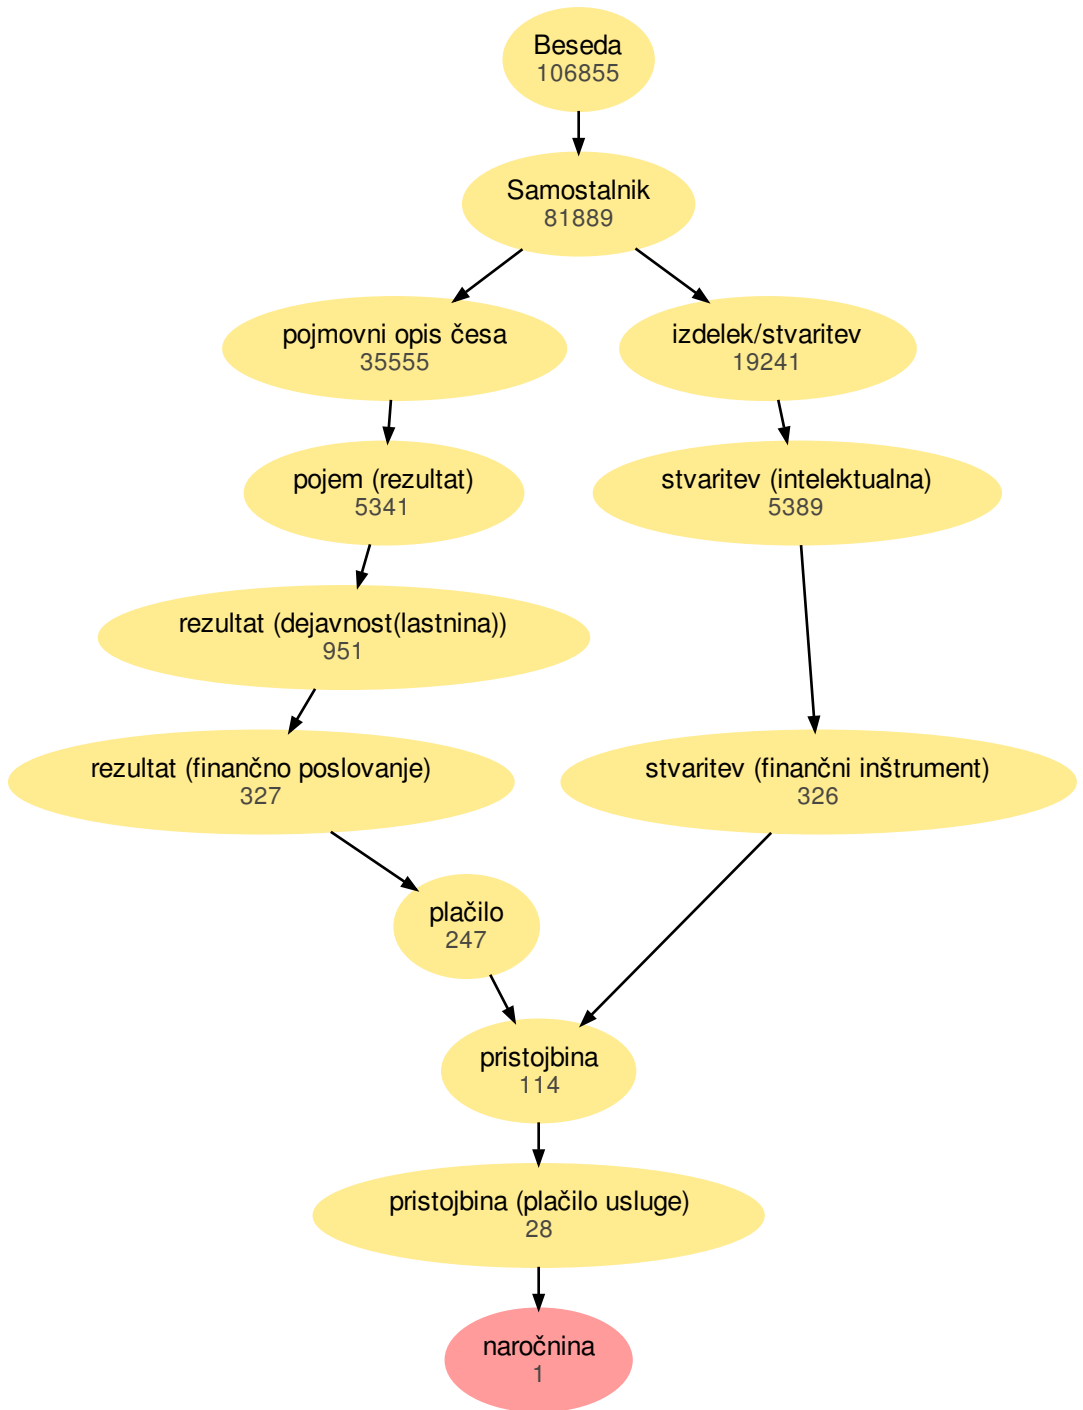 Beseda
106855
Samostalnik
81889
pojmovni opis česa
35555
izdelek/stvaritev
19241
pojem (rezultat)
5341
stvaritev (intelektualna)
5389
rezultat (dejavnost(lastnina))
951
rezultat (finančno poslovanje)
327
stvaritev (finančni inštrument)
326
plačilo
247
pristojbina
114
pristojbina (plačilo usluge)
28
naročnina
1